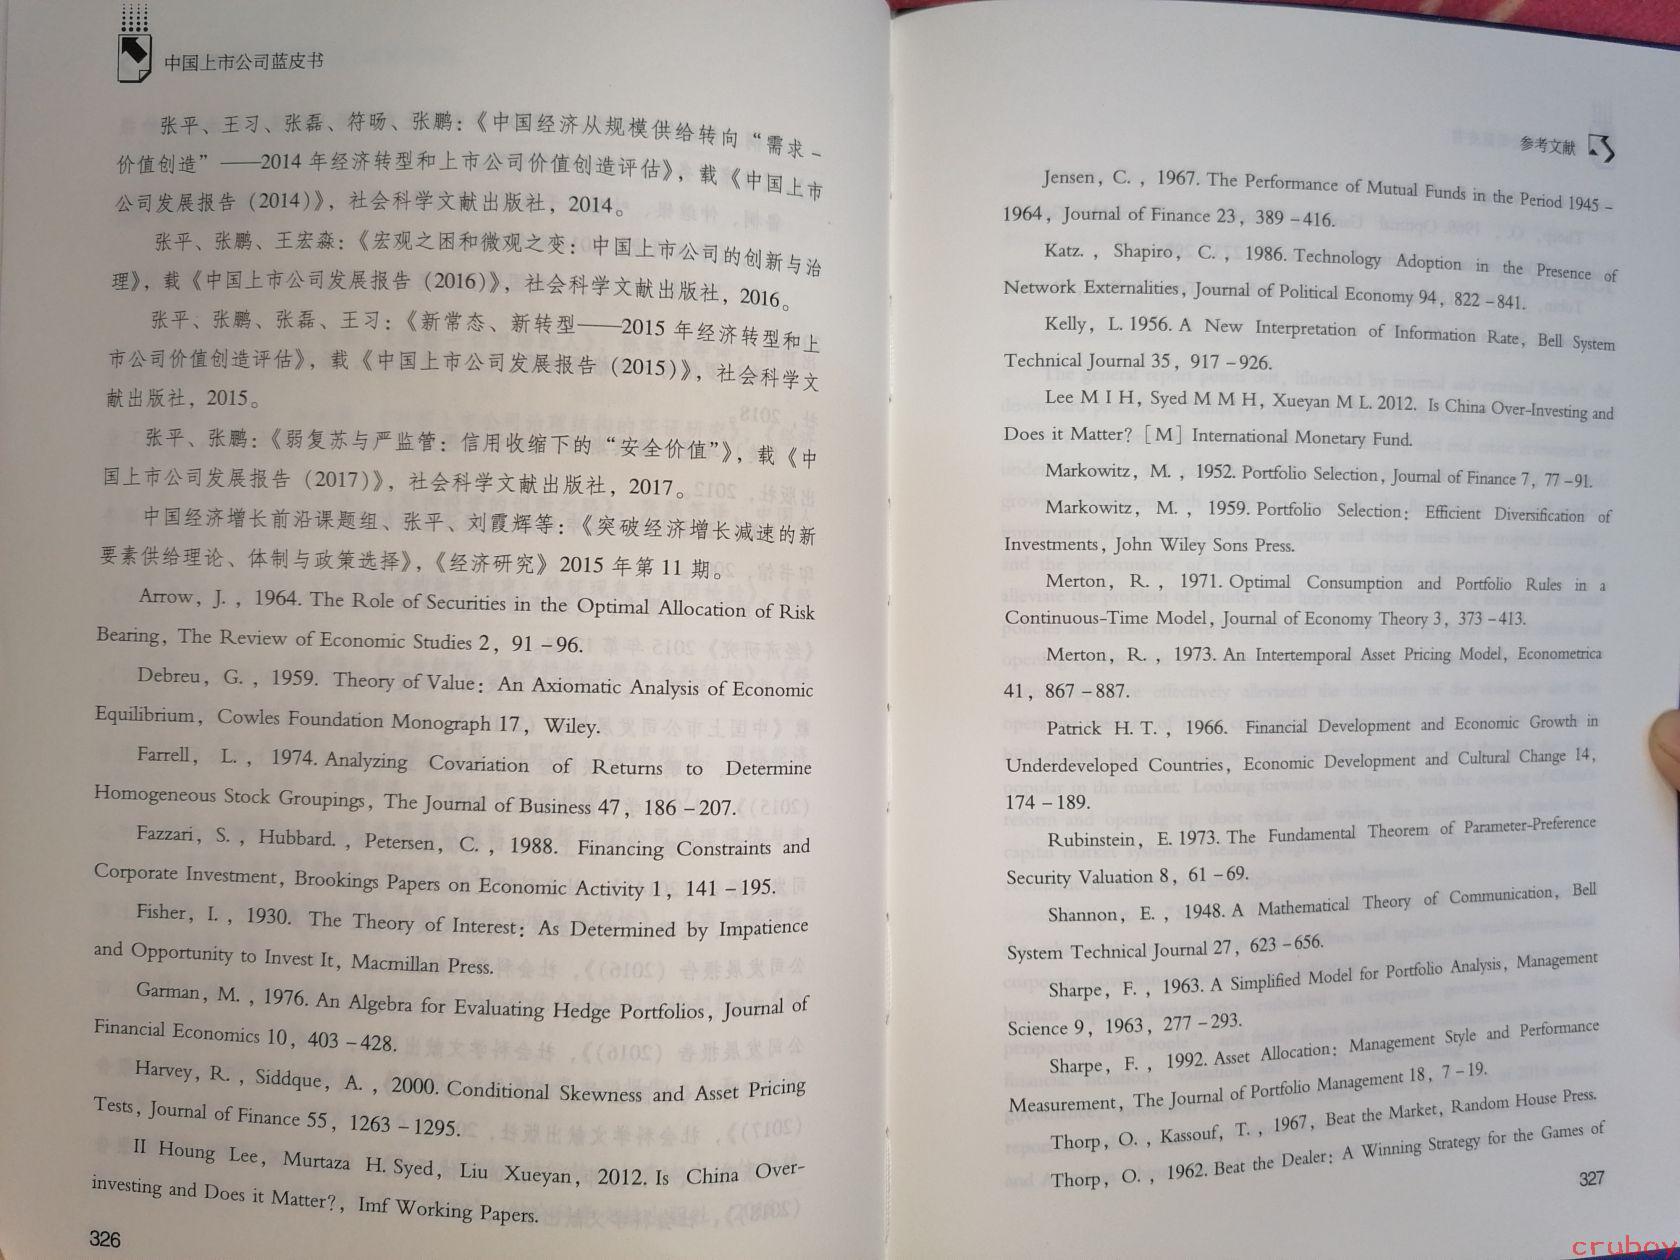 中国上市公司蓝皮书
张平、王习、张磊、符旸、张鹏：《中国经济从规模供给转向“需求 –
价值创造”——2014 年经济转型和上市公司价值创造评估》，载《中国上市
公司发展报告（2014）》，社会科学文献出版社，2014。
张平、张鹏、王宏淼：《宏观之困和微观之变：中国上市公司的创新与治
理》，载《中国上市公司发展报告（2016）》，社会科学文献出版社，2016。
张平、张鹏、张磊、王习：《新常态、新转型——2015 年经济转型和上
市公司价值创造评估》，载《中国上市公司发展报告（2015）》，社会科学文
献出版社，2015。
张平、张鹏：《弱复苏与严监管：信用收缩下的“安全价值”》，载《中
国上市公司发展报告（2017）》，社会科学文献出版社，2017。
中国经济增长前沿课题组、张平、刘霞辉等：《突破经济增长减速的新
要素供给理论、体制与政策选择》，《经济研究》2015 年第 11 期。
Arrow, J. , 1964. The Role of Securities in the Optimal Allocation of Risk
Bearing, The Review of Economic Studies 2, 91 – 96.
Debreu, G. , 1959. Theory of Value: An Axiomatic Analysis of Economic
Equilibrium, Cowles Foundation Monograph 17, Wiley.
Farrell, L. , 1974. Analyzing Covariation of Returns to Determine
Homogeneous Stock Groupings, The Journal of Business 47, 186 – 207.
Fazzari, S. , Hubbard. , Petersen, C. , 1988. Financing Constraints and
Corporate Investment, Brookings Papers on Economic Activity 1, 141 – 195.
Fisher, I. , 1930. The Theory of Interest: As Determined by Impatience
and Opportunity to Invest It, Macmillan Press.
Garman, M. , 1976. An Algebra for Evaluating Hedge Portfolios, Journal of
Financial Economics 10, 403 – 428.
Harvey, R. , Siddque, A. , 2000. Conditional Skewness and Asset Pricing
Tests, Journal of Finance 55, 1263 – 1295.
II Houng Lee, Murtaza H. Syed, Liu Xueyan, 2012. Is China Over-
investing and Does it Matter?, Imf Working Papers.
326
参考文献
Jensen, C. , 1967. The Performance of Mutual Funds in the Period 1945 –
1964, Journal of Finance 23, 389 – 416.
Katz. , Shapiro, C. , 1986. Technology Adoption in the Presence of
Network Externalities, Journal of Political Economy 94, 822 – 841.
Kelly, L. 1956. A New Interpretation of Information Rate, Bell System
Technical Journal 35, 917 – 926.
Lee M I H, Syed M M H, Xueyan M L. 2012. Is China Over-Investing and
Does it Matter? [M] International Monetary Fund.
Markowitz, M. , 1952. Portfolio Selection, Journal of Finance 7, 77 – 91.
Markowitz, M. , 1959. Portfolio Selection: Efficient Diversification of
Investments, John Wiley Sons Press.
Merton, R. , 1971. Optimal Consumption and Portfolio Rules in a
Continuous-Time Model, Journal of Economy Theory 3, 373 – 413.
Merton, R. , 1973. An Intertemporal Asset Pricing Model, Econometrica
41, 867 – 887.
Patrick H. T. , 1966. Financial Development and Economic Growth in
Underdeveloped Countries, Economic Development and Cultural Change 14,
174 – 189.
Rubinstein, E. 1973. The Fundamental Theorem of Parameter-Preference
Security Valuation 8, 61 – 69.
Shannon, E. , 1948. A Mathematical Theory of Communication, Bell
System Technical Journal 27, 623 – 656.
Sharpe, F. , 1963. A Simplified Model for Portfolio Analysis, Management
Science 9, 1963, 277 – 293.
Sharpe, F. , 1992. Asset Allocation: Management Style and Performance
Measurement, The Journal of Portfolio Management 18, 7 – 19.
Thorp, O. , Kassouf, T. , 1967, Beat the Market, Random House Press.
Thorp, O. , 1962. Beat the Dealer: A Winning Strategy for the Games of
327
cruboy